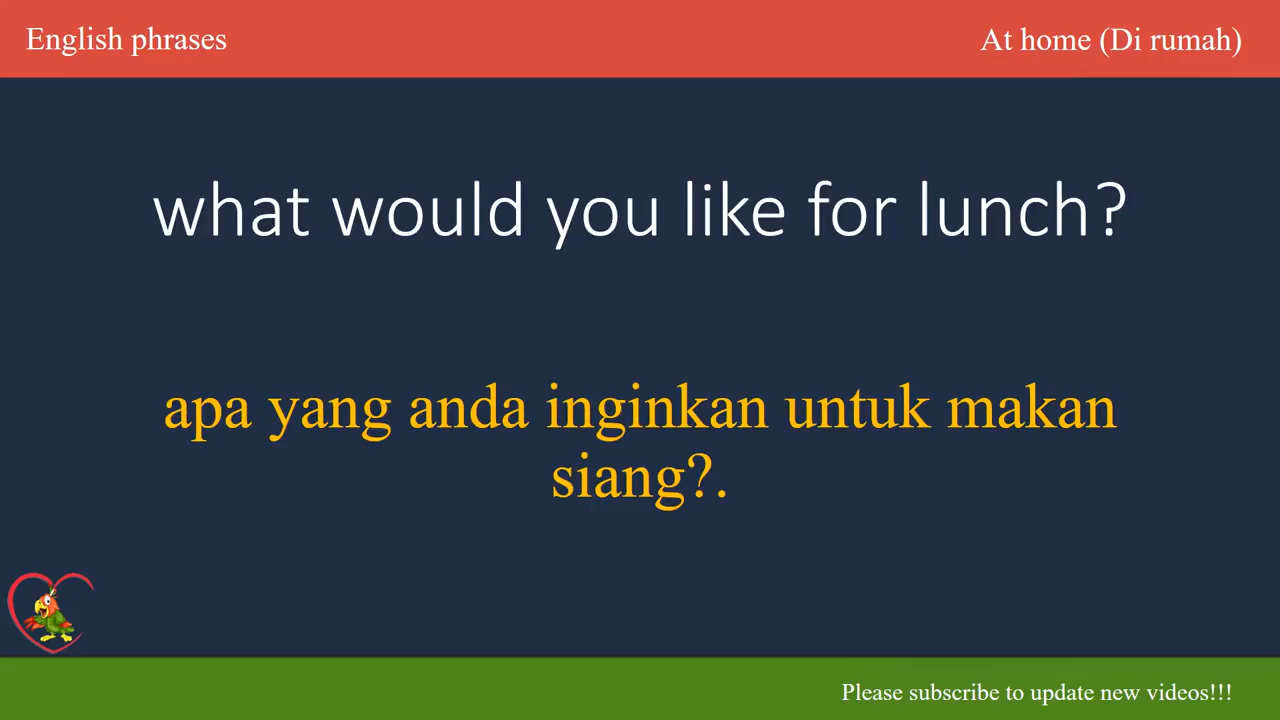 English phrases
At home (Di rumah)
what would you like for lunch?
apa yang anda inginkan untuk makan
siang?.
Please subscribe to update new videos!!!